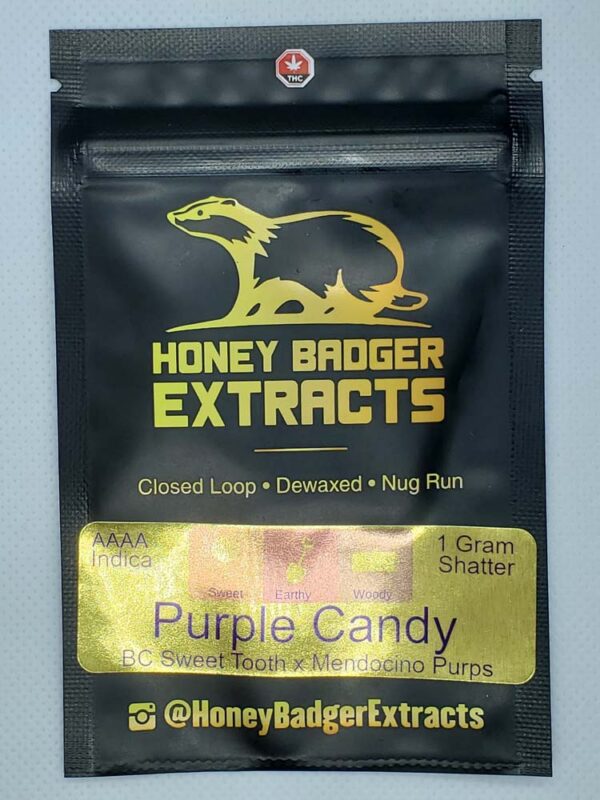 THC
HONEY BADGER
EXTRACTS
Closed Loop • Dewaxed • Nug Run
AAAA
Indica
Sweet
Earthy
Woody
1 Gram
Shatter
Purple Candy
BC Sweet Tooth x Mendocino Purps
@HoneyBadgerExtracts